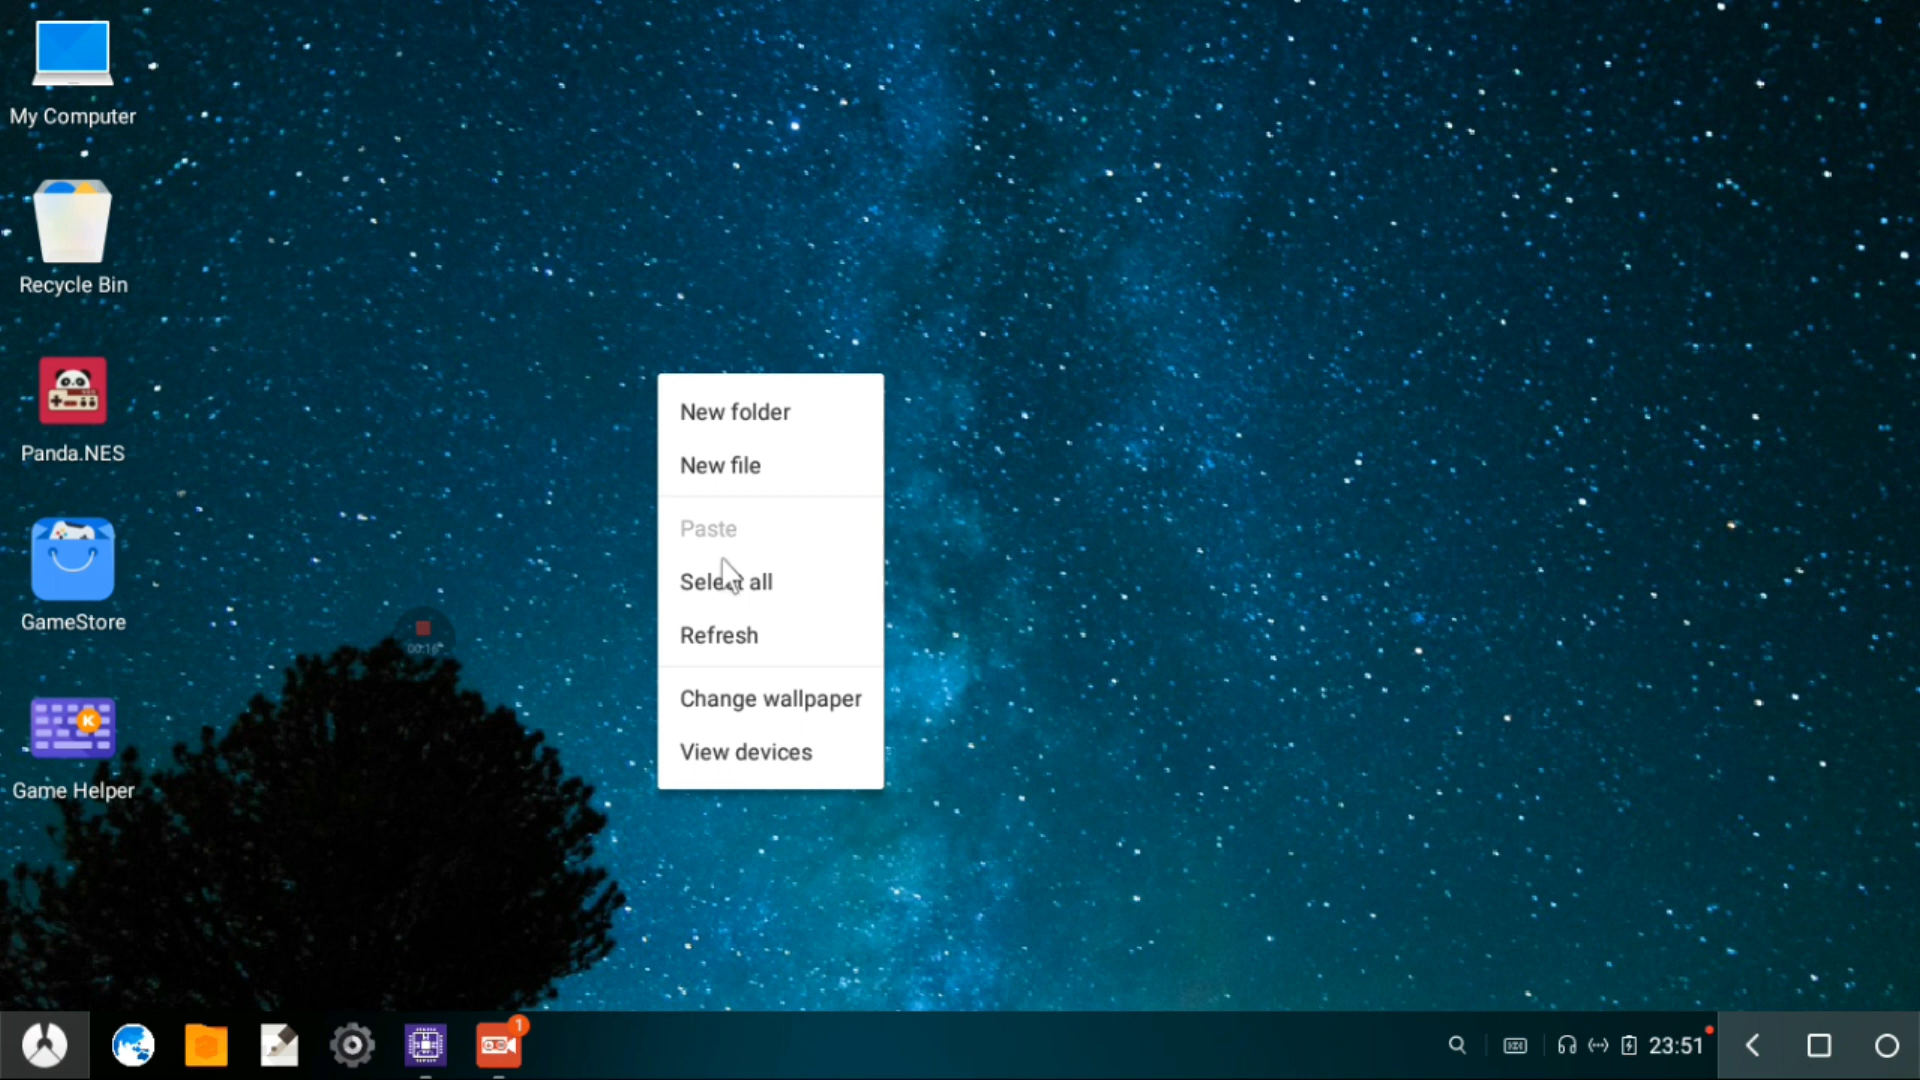 My Computer
Recycle Bin
Panda.NES
GameStore
Game Helper
New folder
New file
Paste
Select all
Refresh
Change wallpaper
View devices
K
1
23:51